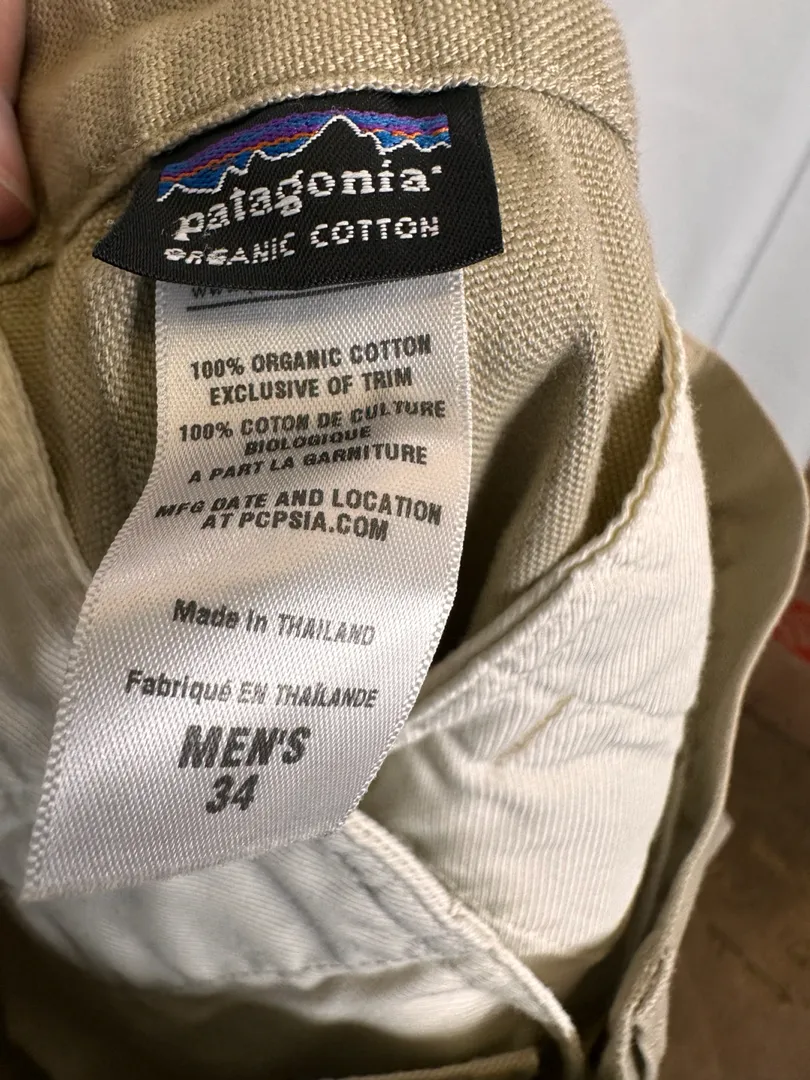 patagonia
ORGANIC COTTON
100% ORGANIC COTTON
EXCLUSIVE OF TRIM
100% COTON DE CULTURE
BIOLOGIQUE
A PART LA GARNITURE
MFG DATE AND LOCATION
AT PCPSIA.COM
Made in THAILAND
Fabriqué EN THAÏLANDE
MEN'S
34